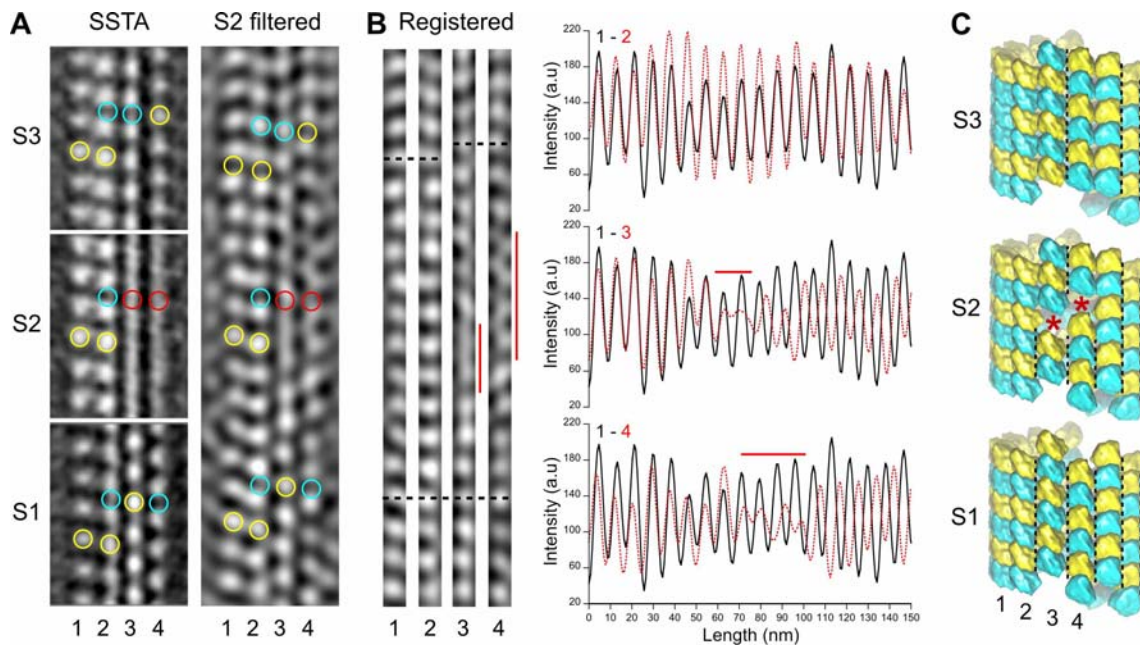 A SSTA S2 filtered
S3
S2
S1
1 2 3 4 1 2 3 4
B Registered
1 2 3 4
1 - 2
Intensity (a.u)
220
180
140
100
60
20
1 - 3
Intensity (a.u)
220
180
140
100
60
20
1 - 4
Intensity (a.u)
220
180
140
100
60
20
0 10 20 30 40 50 60 70 80 90 100 110 120 130 140 150
Length (nm)
C
S3
S2
* *
S1
1 2 3 4